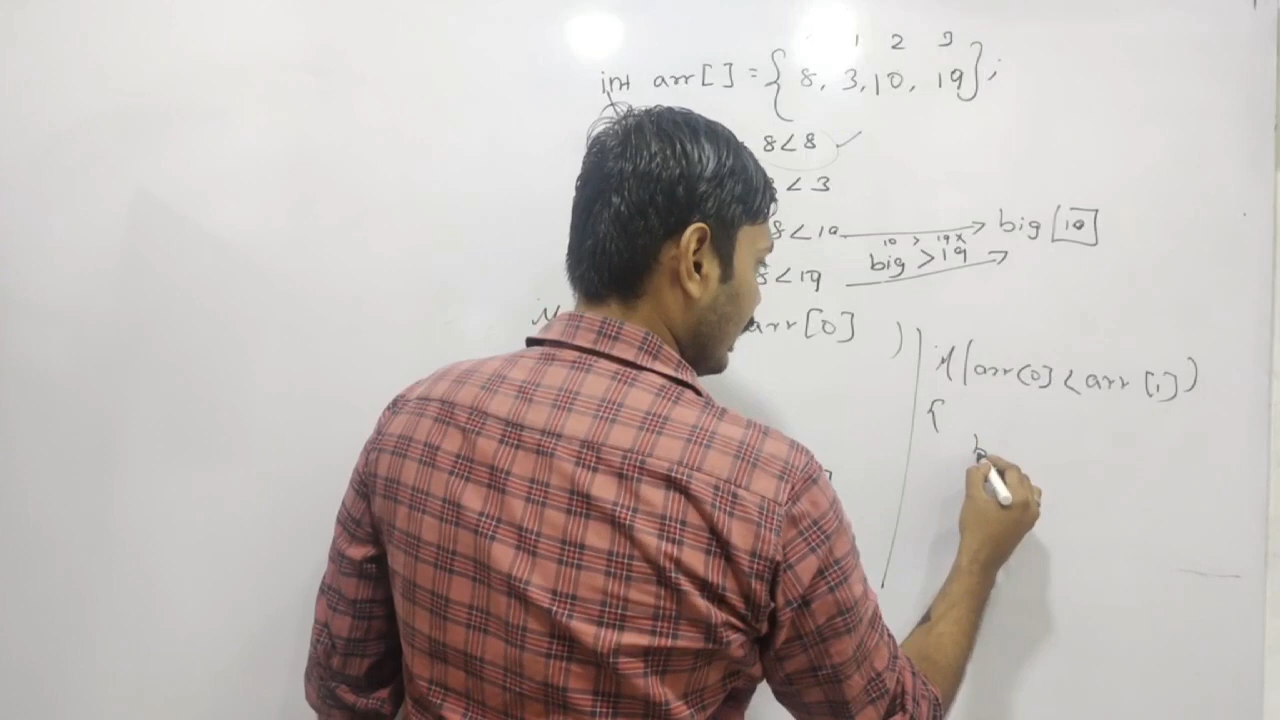 1 2 3
int arr[] = { 8, 3, 10, 19 };
8<8 ✓
< 3
8<10 → big [10]
10 > 19 x
8<19 big > 19 →
arr[0] )
if(arr[0] < arr[1])
{
b